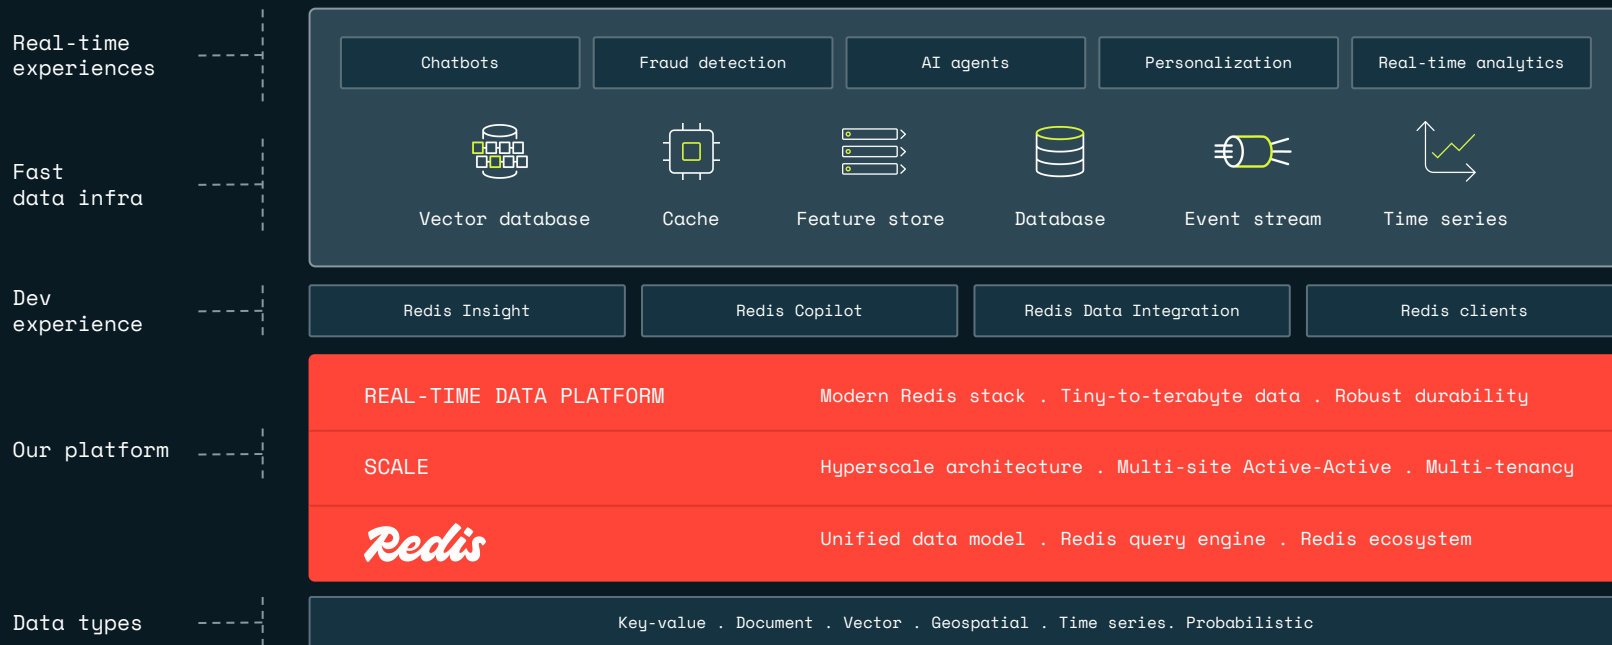 Real-time
experiences
Chatbots
Fraud detection
AI agents
Personalization
Real-time analytics
Fast
data infra
Vector database
Cache
Feature store
Database
Event stream
Time series
Dev
experience
Redis Insight
Redis Copilot
Redis Data Integration
Redis clients
Our platform
REAL-TIME DATA PLATFORM
Modern Redis stack . Tiny-to-terabyte data . Robust durability
SCALE
Hyperscale architecture . Multi-site Active-Active . Multi-tenancy
Redis
Unified data model . Redis query engine . Redis ecosystem
Data types
Key-value . Document . Vector . Geospatial . Time series. Probabilistic